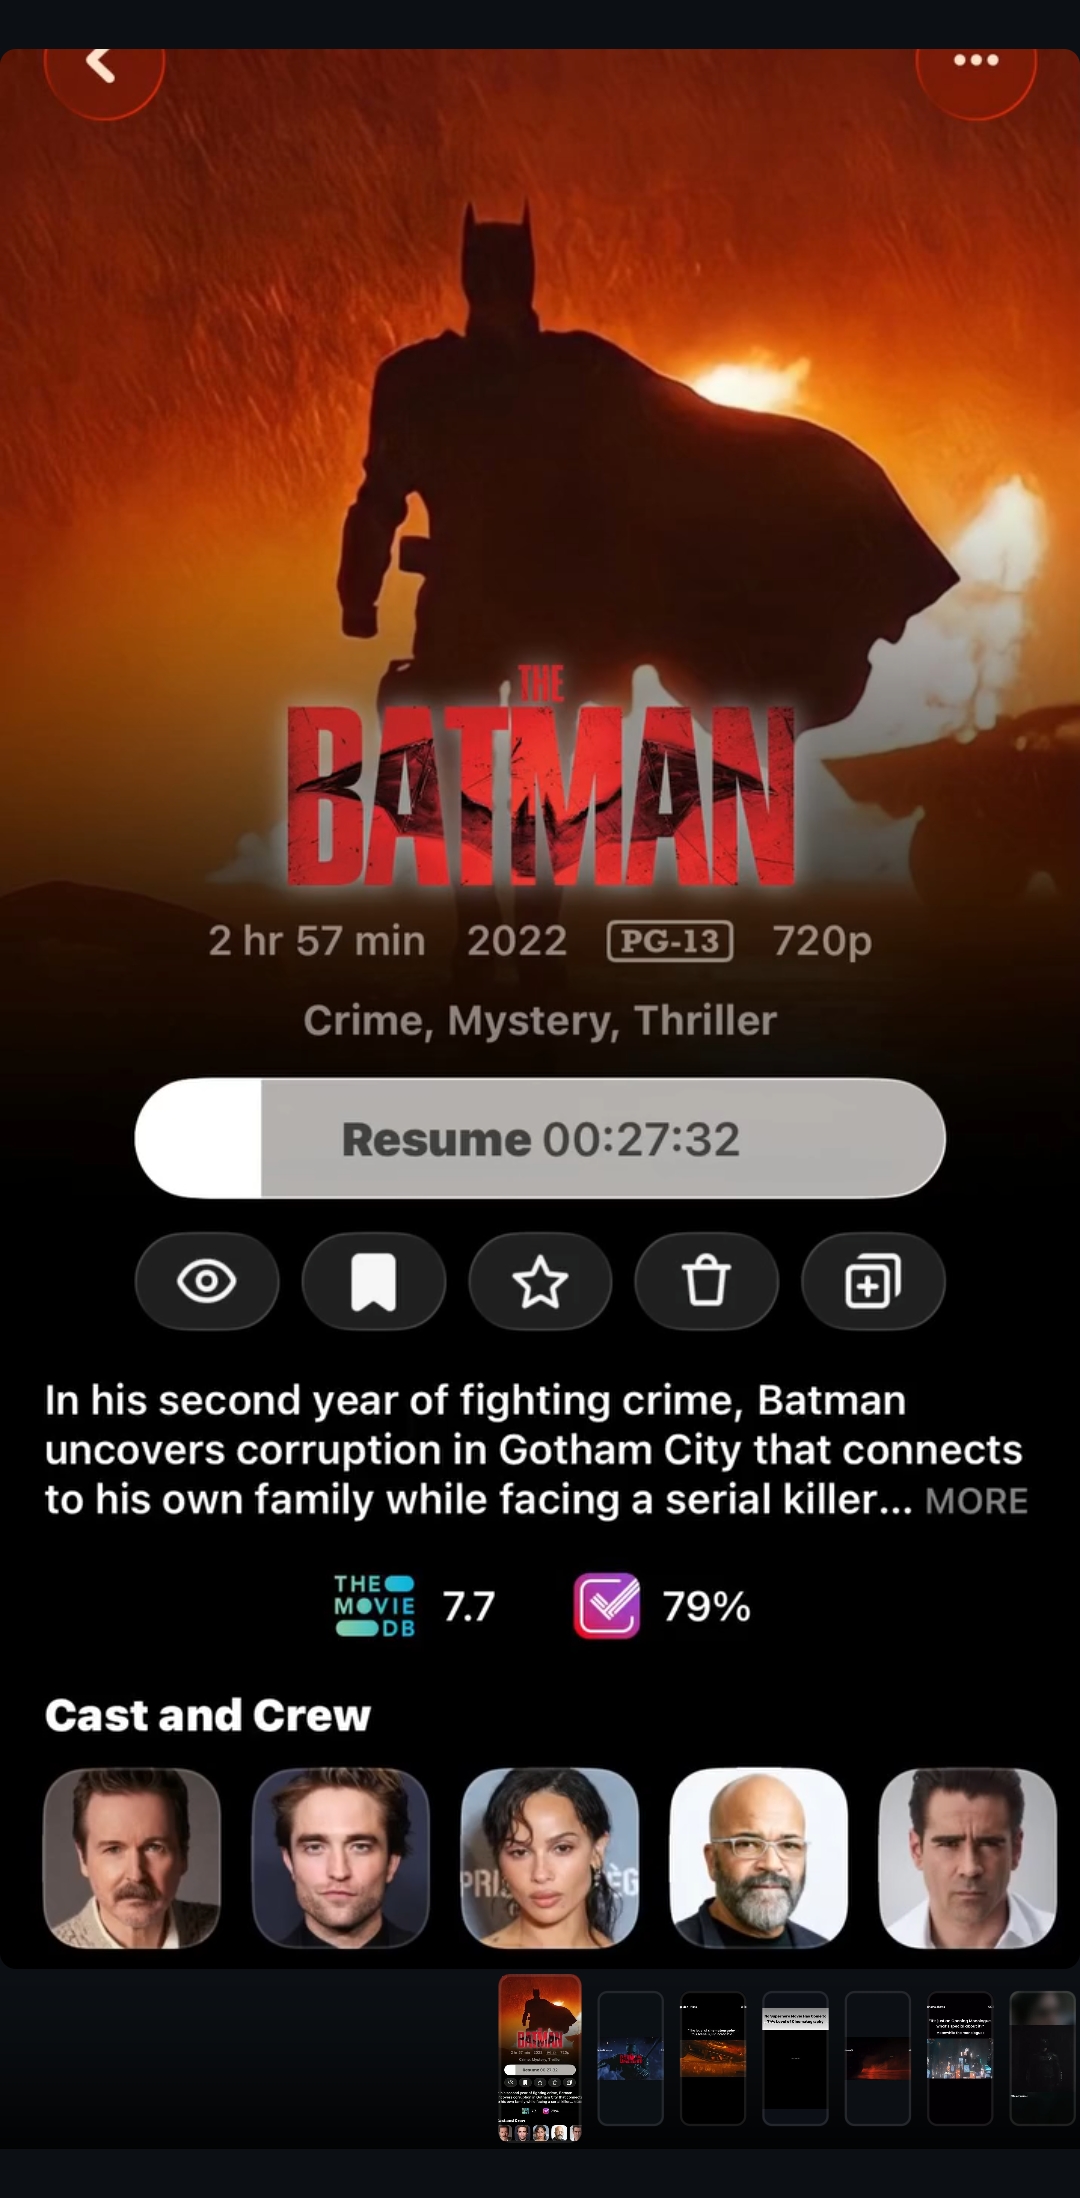 THE
BATMAN
2 hr 57 min 2022 PG-13 720p
Crime, Mystery, Thriller
Resume 00:27:32
In his second year of fighting crime, Batman
uncovers corruption in Gotham City that connects
to his own family while facing a serial killer... MORE
THE
MOVIE
DB
7.7 79%
Cast and Crew